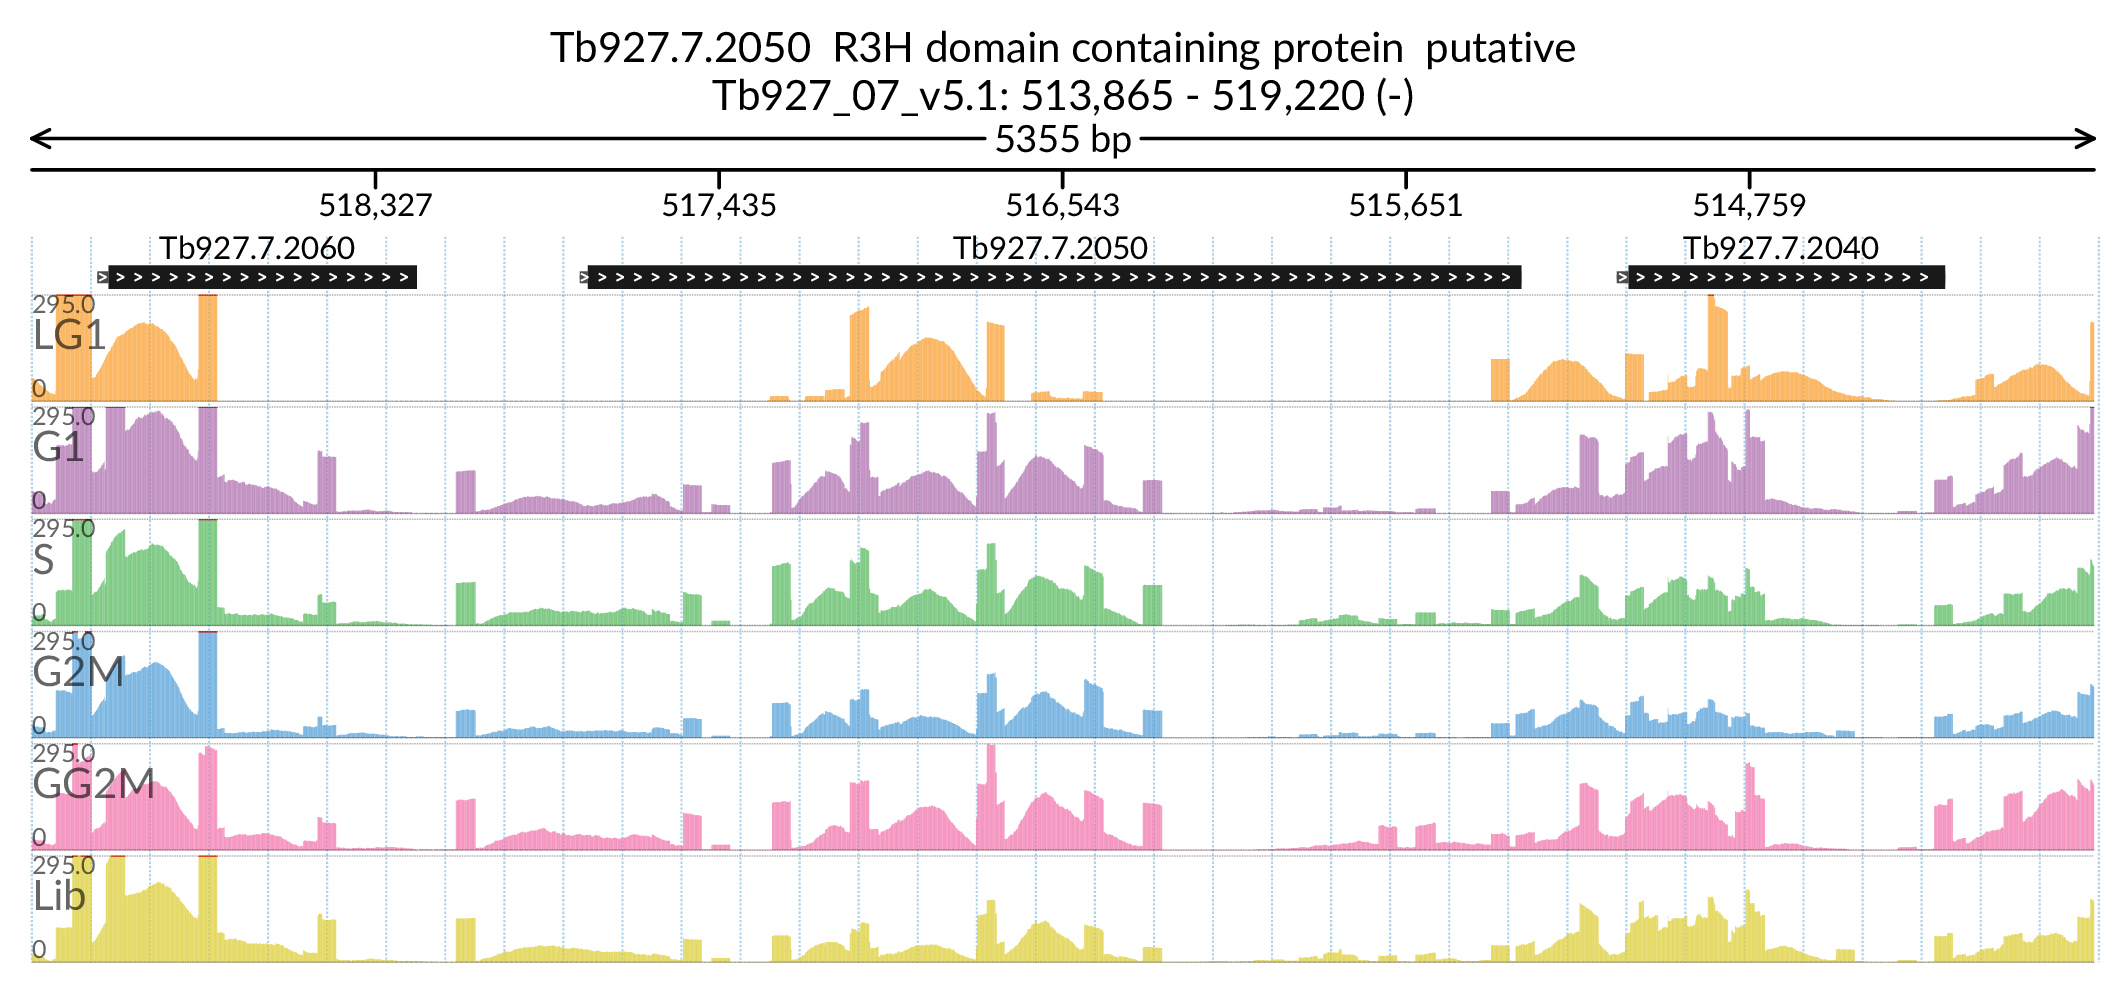 Tb927.7.2050  R3H domain containing protein  putative
Tb927_07_v5.1: 513,865 - 519,220 (-)
5355 bp
518,327 517,435 516,543 515,651 514,759
Tb927.7.2060 Tb927.7.2050 Tb927.7.2040
295.0
LG1
0
295.0
G1
0
295.0
S
0
295.0
G2M
0
295.0
GG2M
0
295.0
Lib
0